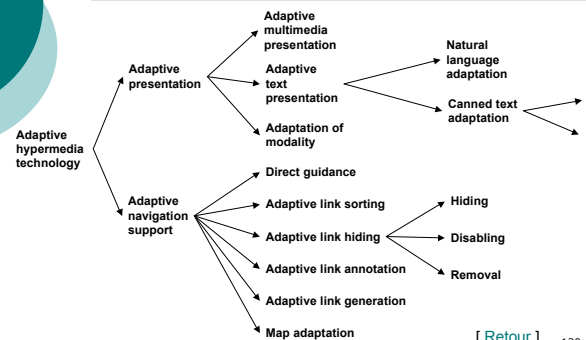 Adaptive
hypermedia
technology
Adaptive
presentation
Adaptive
multimedia
presentation
Adaptive
text
presentation
Adaptation of
modality
Natural
language
adaptation
Canned text
adaptation
Adaptive
navigation
support
Direct guidance
Adaptive link sorting
Adaptive link hiding
Adaptive link annotation
Adaptive link generation
Map adaptation
Hiding
Disabling
Removal
[ Retour ]